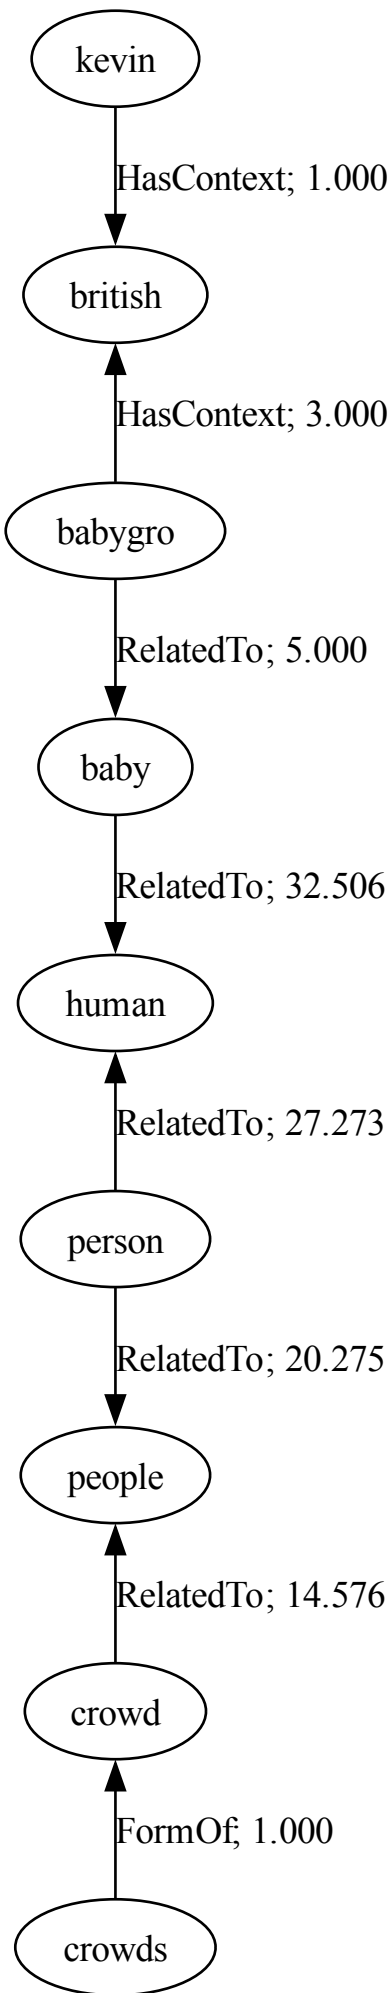 kevin
HasContext; 1.000
british
HasContext; 3.000
babygro
RelatedTo; 5.000
baby
RelatedTo; 32.506
human
RelatedTo; 27.273
person
RelatedTo; 20.275
people
RelatedTo; 14.576
crowd
FormOf; 1.000
crowds